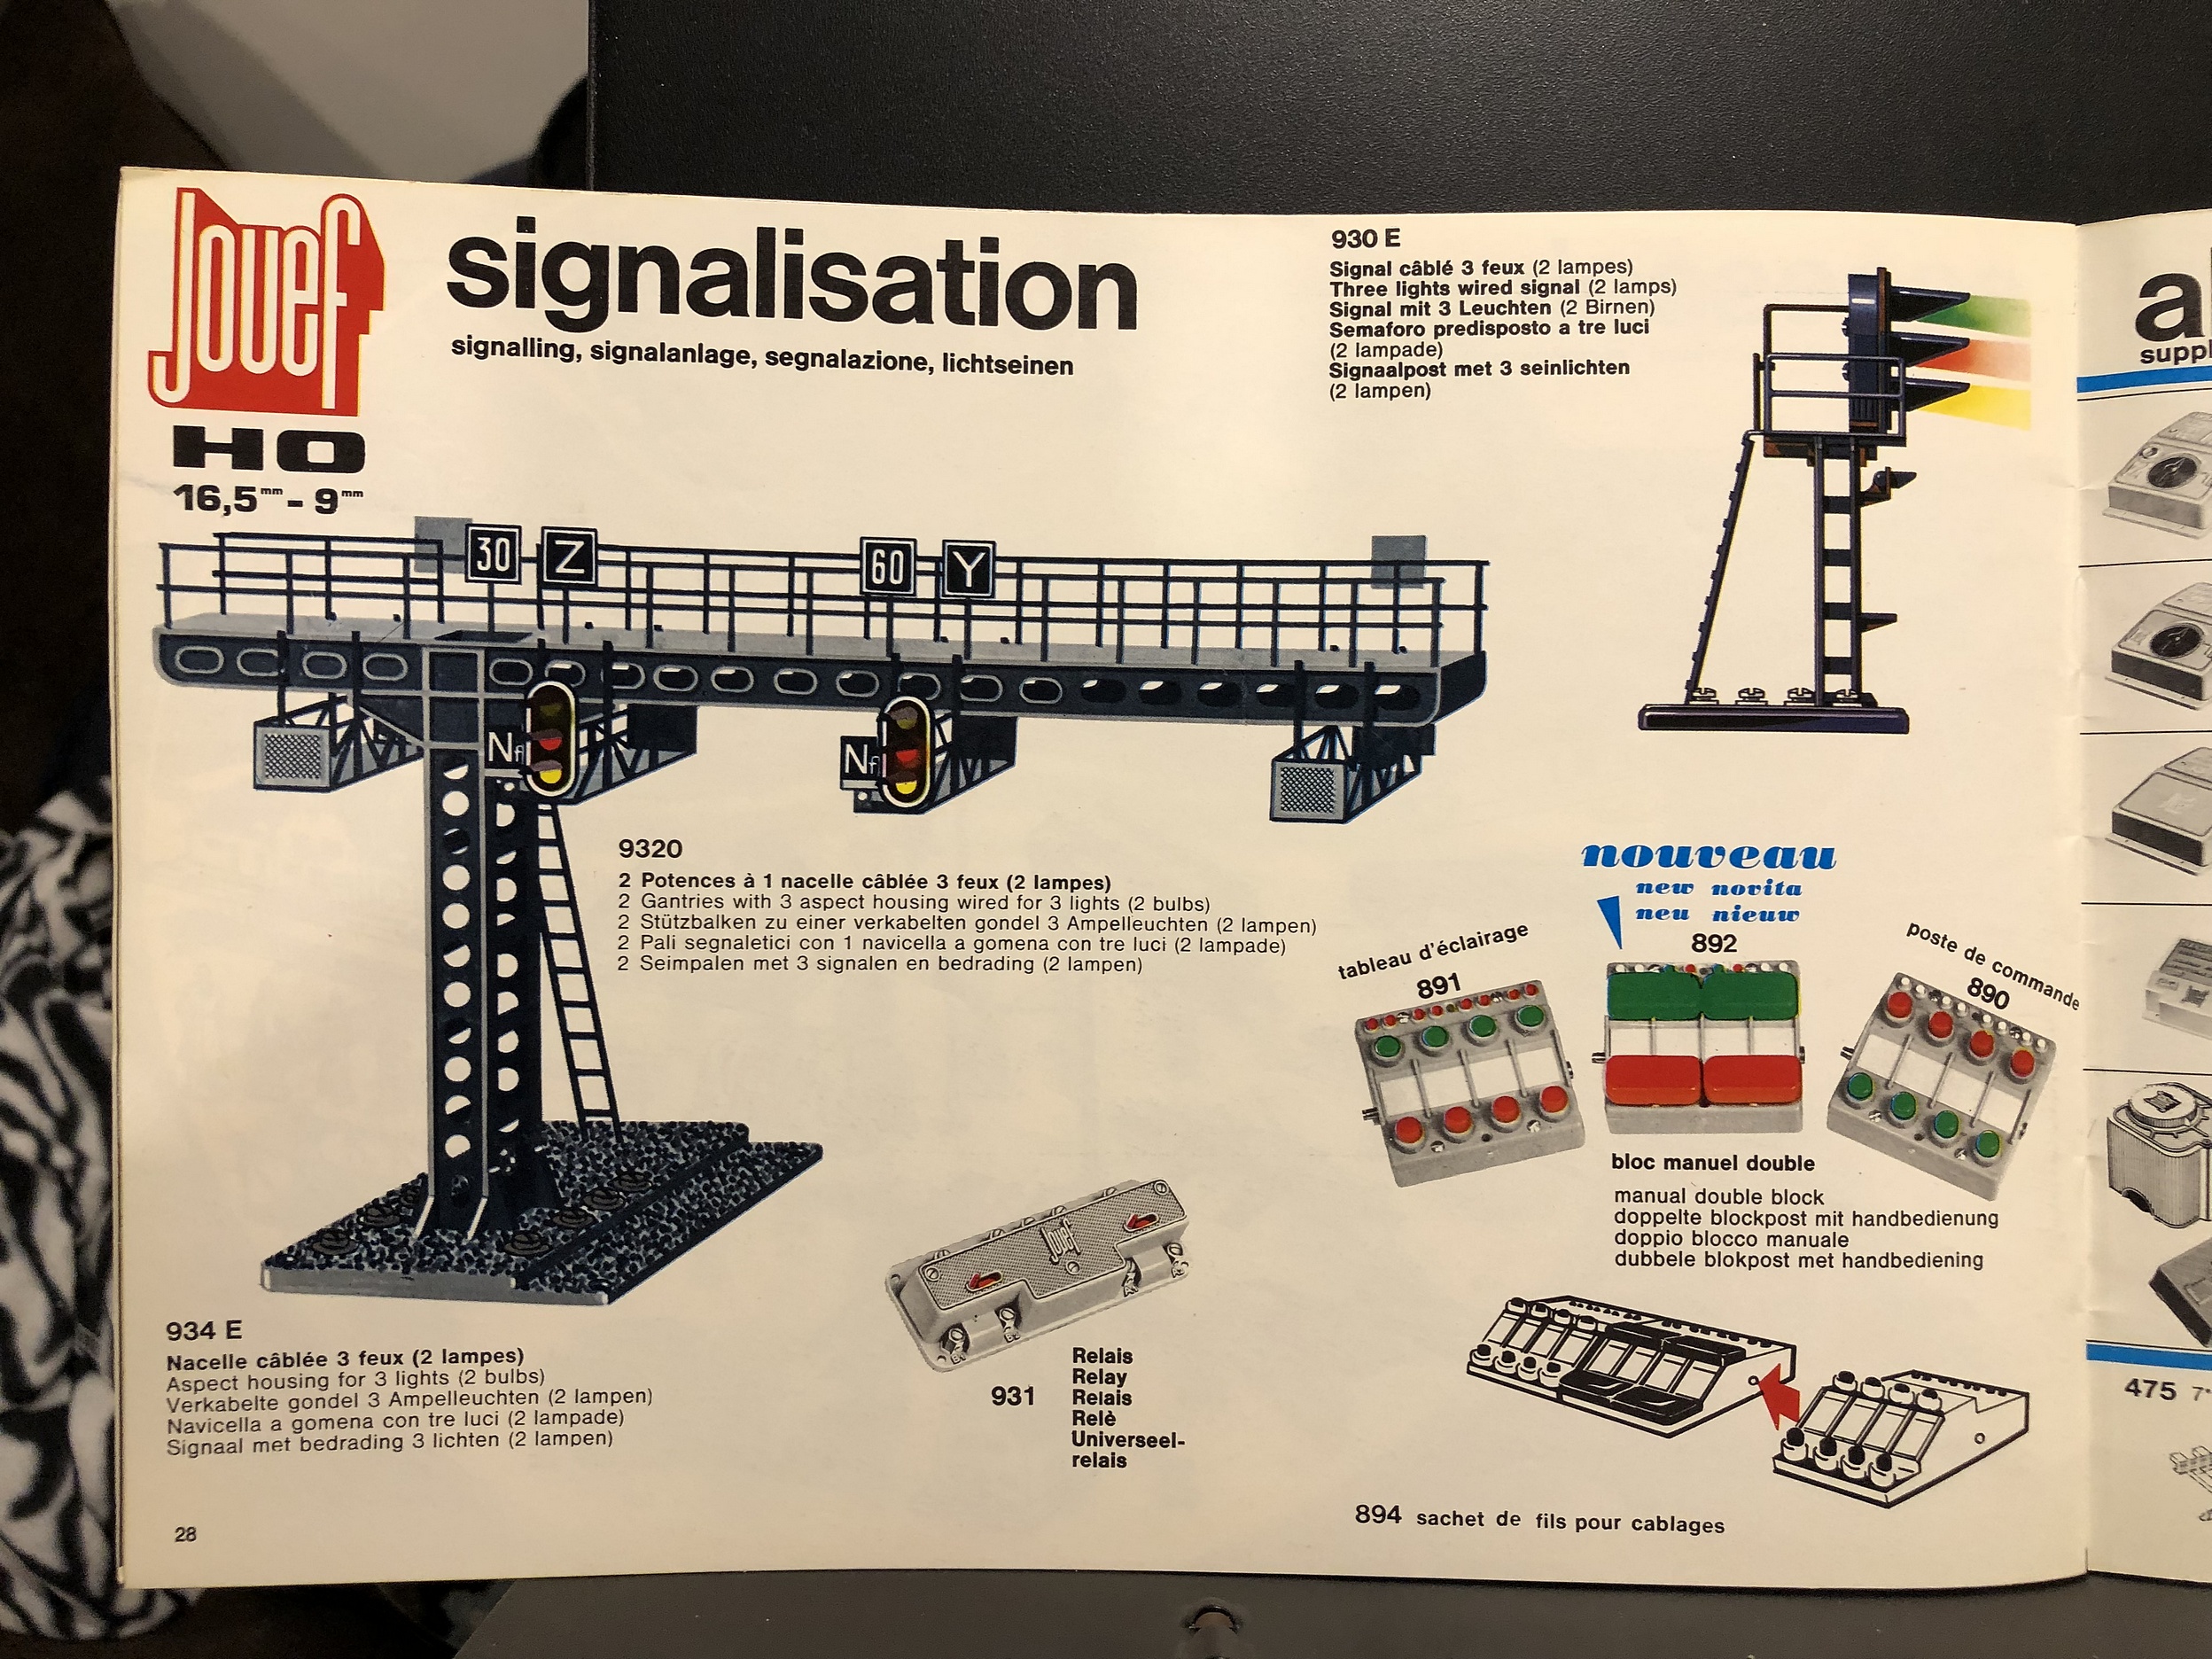 Jouef
HO
16,5mm - 9mm
signalisation
signalling, signalanlage, segnalazione, lichtseinen
930 E
Signal câblé 3 feux (2 lampes)
Three lights wired signal (2 lamps)
Signal mit 3 Leuchten (2 Birnen)
Semaforo predisposto a tre luci
(2 lampade)
Signaalpost met 3 seinlichten
(2 lampen)
30
Z
60
Y
Nf
Nf
9320
2 Potences à 1 nacelle câblée 3 feux (2 lampes)
2 Gantries with 3 aspect housing wired for 3 lights (2 bulbs)
2 Stützbalken zu einer verkabelten gondel 3 Ampelleuchten (2 lampen)
2 Pali segnaletici con 1 navicella a gomena con tre luci (2 lampade)
2 Seimpalen met 3 signalen en bedrading (2 lampen)
nouveau
new novita
neu nieuw
tableau d'éclairage
891
892
poste de commande
890
bloc manuel double
manual double block
doppelte blockpost mit handbedienung
doppio blocco manuale
dubbele blokpost met handbediening
934 E
Nacelle câblée 3 feux (2 lampes)
Aspect housing for 3 lights (2 bulbs)
Verkabelte gondel 3 Ampelleuchten (2 lampen)
Navicella a gomena con tre luci (2 lampade)
Signaal met bedrading 3 lichten (2 lampen)
Jouef
931
Relais
Relay
Relais
Relè
Universeel-
relais
894 sachet de fils pour cablages
28
475